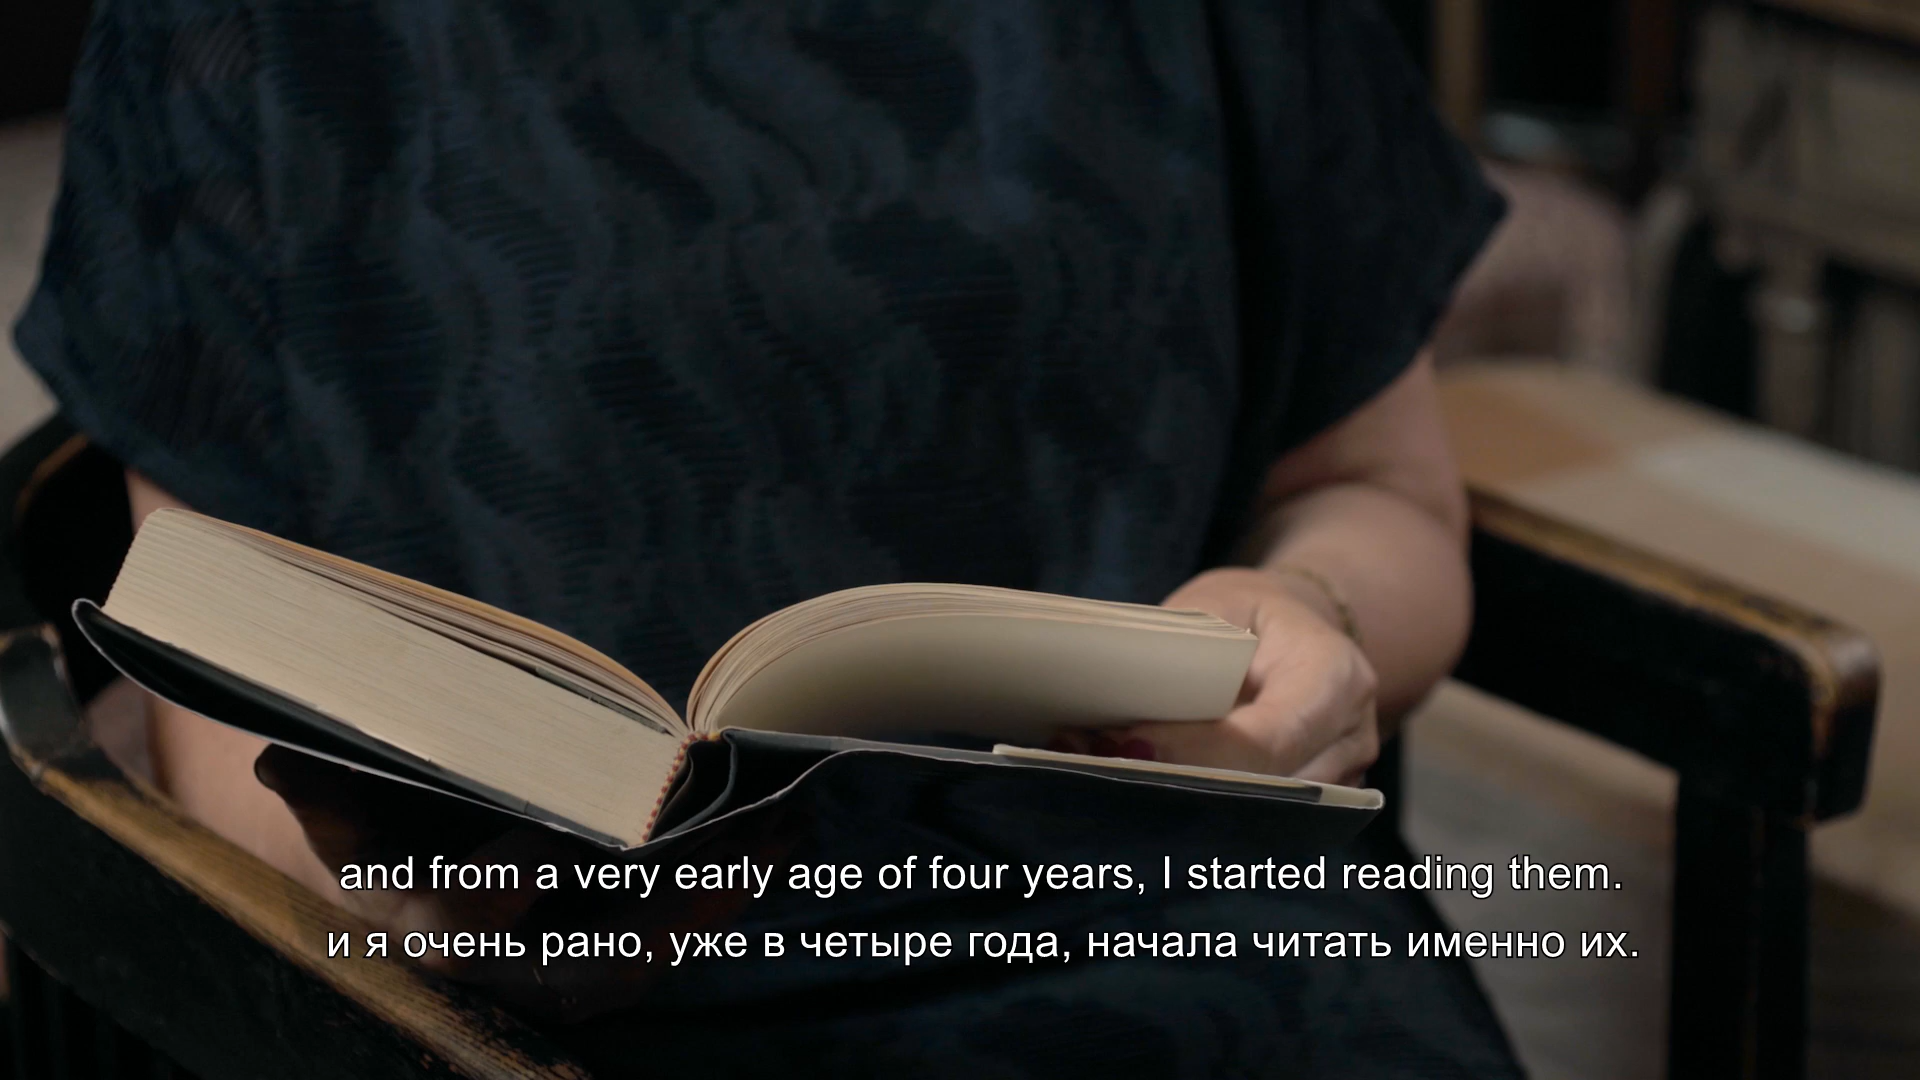 and from a very early age of four years, I started reading them.
и я очень рано, уже в четыре года, начала читать именно их.